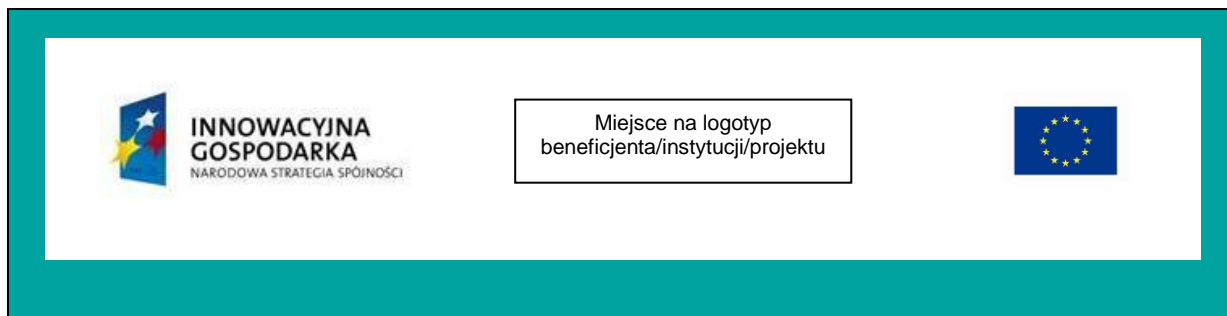 INNOWACYJNA
GOSPODARKA
NARODOWA STRATEGIA SPÓJNOŚCI
Miejsce na logotyp
beneficjenta/instytucji/projektu